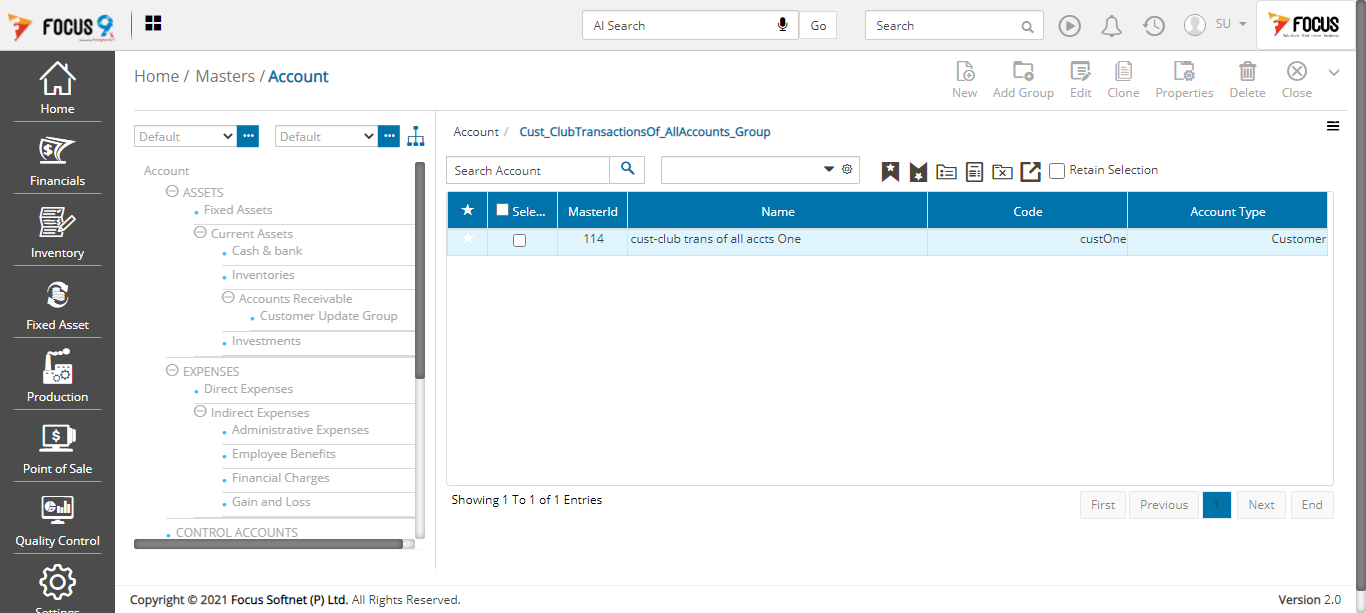 FOCUS 9
AI Search
Go
Search
SU
FOCUS
Home
Financials
Inventory
Fixed Asset
Production
Point of Sale
Quality Control
Settings
Home / Masters / Account
New
Add Group
Edit
Clone
Properties
Delete
Close
Default
Default
Account
ASSETS
Fixed Assets
Current Assets
Cash & bank
Inventories
Accounts Receivable
Customer Update Group
Investments
EXPENSES
Direct Expenses
Indirect Expenses
Administrative Expenses
Employee Benefits
Financial Charges
Gain and Loss
CONTROL ACCOUNTS
Account / Cust_ClubTransactionsOf_AllAccounts_Group
Search Account
Retain Selection
Sele... MasterId Name Code Account Type
114 cust-club trans of all accts One custOne Customer
Showing 1 To 1 of 1 Entries
First Previous 1 Next End
Copyright © 2021 Focus Softnet (P) Ltd. All Rights Reserved.
Version 2.0